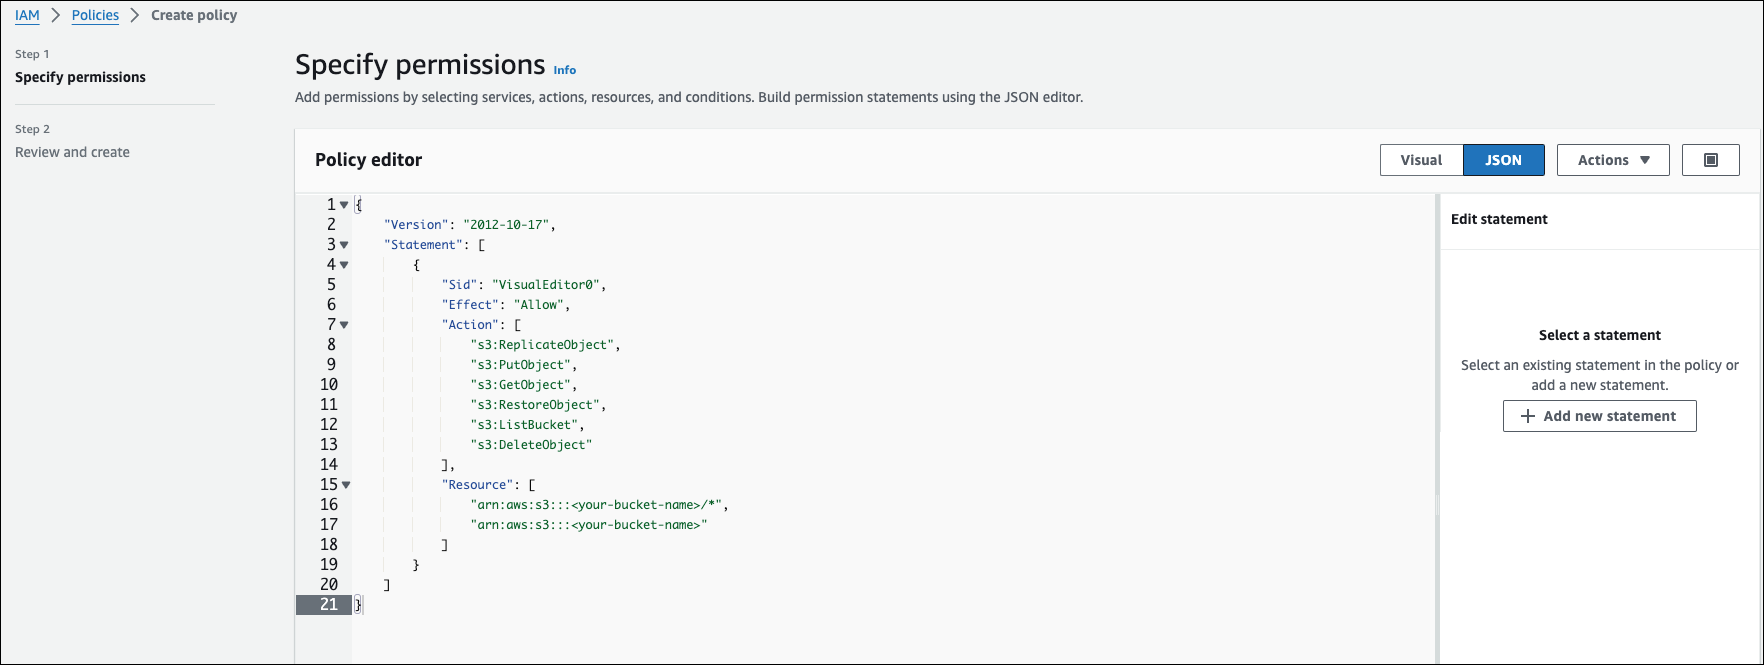 IAM > Policies > Create policy
Step 1
Specify permissions
Step 2
Review and create
Specify permissions Info
Add permissions by selecting services, actions, resources, and conditions. Build permission statements using the JSON editor.
Policy editor
Visual JSON Actions
1 {
2     "Version": "2012-10-17",
3     "Statement": [
4         {
5             "Sid": "VisualEditor0",
6             "Effect": "Allow",
7             "Action": [
8                 "s3:ReplicateObject",
9                 "s3:PutObject",
10                 "s3:GetObject",
11                 "s3:RestoreObject",
12                 "s3:ListBucket",
13                 "s3:DeleteObject"
14             ],
15             "Resource": [
16                 "arn:aws:s3:::<your-bucket-name>/*",
17                 "arn:aws:s3:::<your-bucket-name>"
18             ]
19         }
20     ]
21 }
Edit statement
Select a statement
Select an existing statement in the policy or
add a new statement.
+ Add new statement